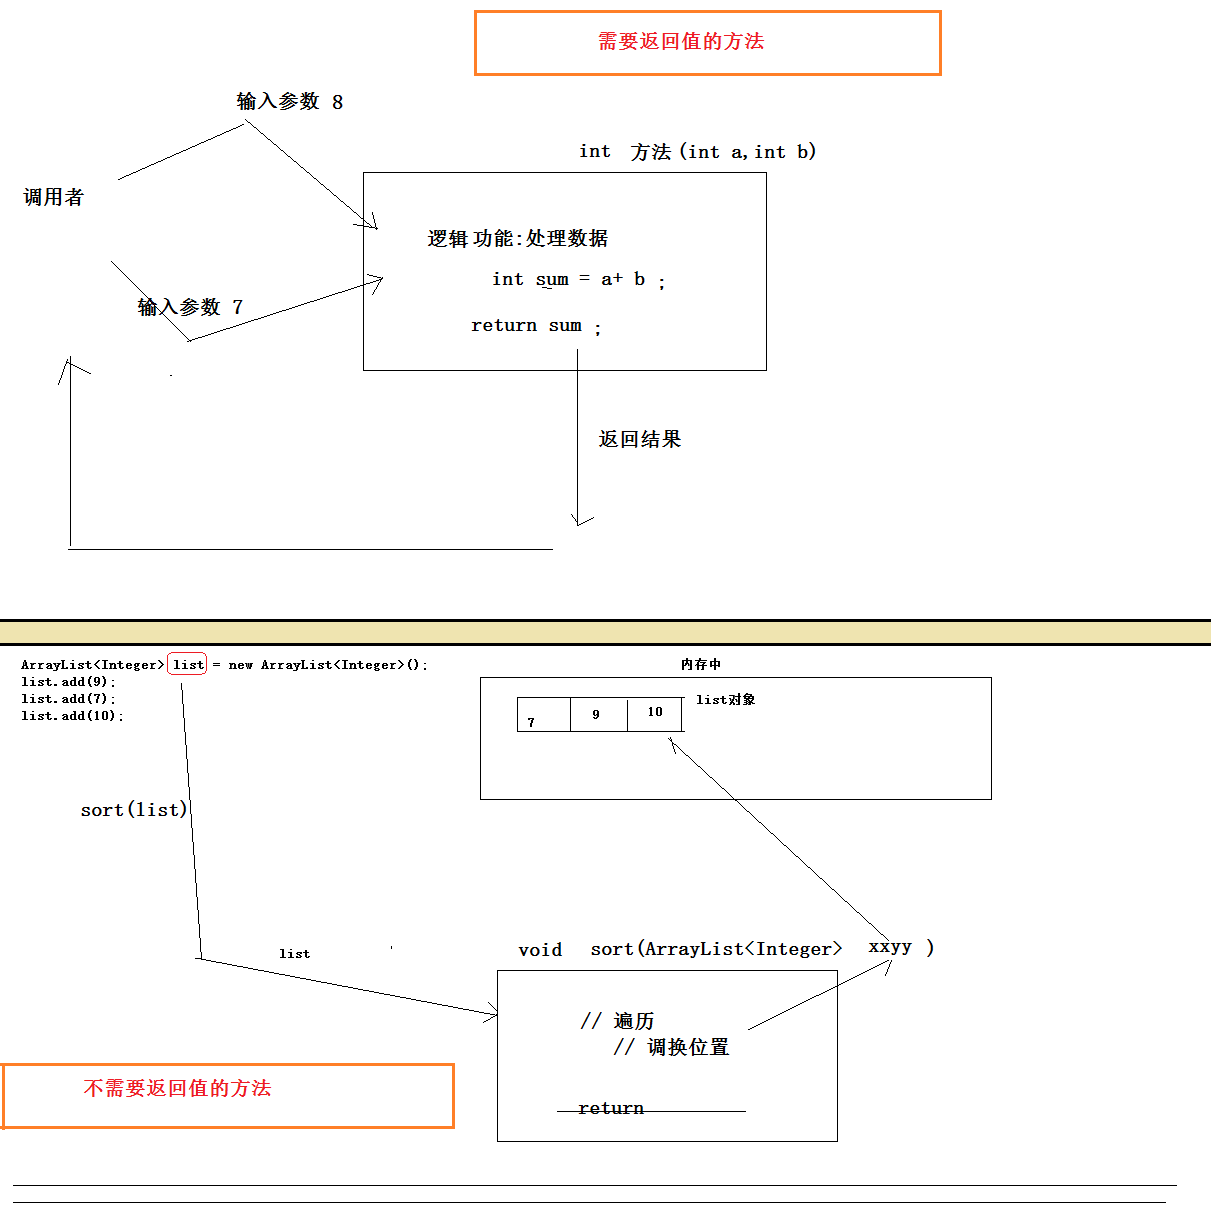 需要返回值的方法
输入参数 8
int 方法(int a,int b)
调用者
逻辑功能:处理数据
int sum = a+ b ;
输入参数 7
return sum ;
返回结果
ArrayList<Integer> list = new ArrayList<Integer>();
list.add(9);
list.add(7);
list.add(10);
内存中
list对象
7 9 10
sort(list)
list
void sort(ArrayList<Integer> xxyy )
// 遍历
// 调换位置
return
不需要返回值的方法